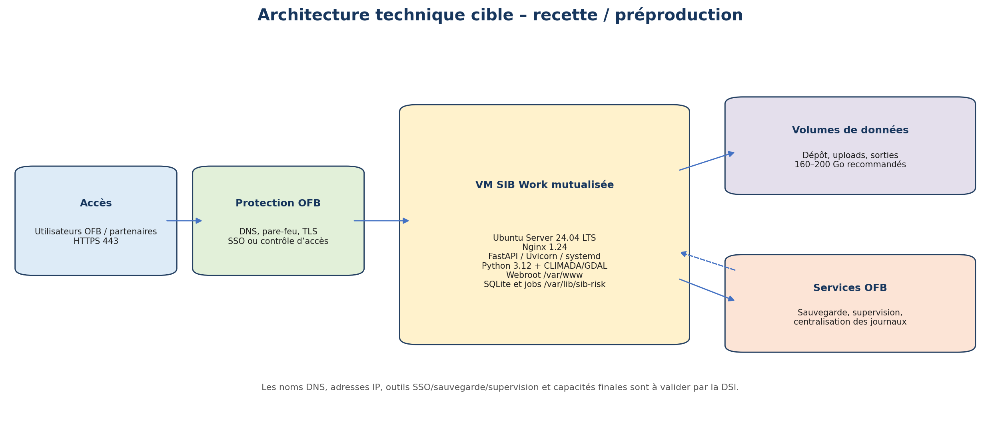 Architecture technique cible – recette / préproduction
Accès
Utilisateurs OFB / partenaires
HTTPS 443
Protection OFB
DNS, pare-feu, TLS
SSO ou contrôle d’accès
VM SIB Work mutualisée
Ubuntu Server 24.04 LTS
Nginx 1.24
FastAPI / Uvicorn / systemd
Python 3.12 + CLIMADA/GDAL
Webroot /var/www
SQLite et jobs /var/lib/sib-risk
Volumes de données
Dépôt, uploads, sorties
160–200 Go recommandés
Services OFB
Sauvegarde, supervision,
centralisation des journaux
Les noms DNS, adresses IP, outils SSO/sauvegarde/supervision et capacités finales sont à valider par la DSI.